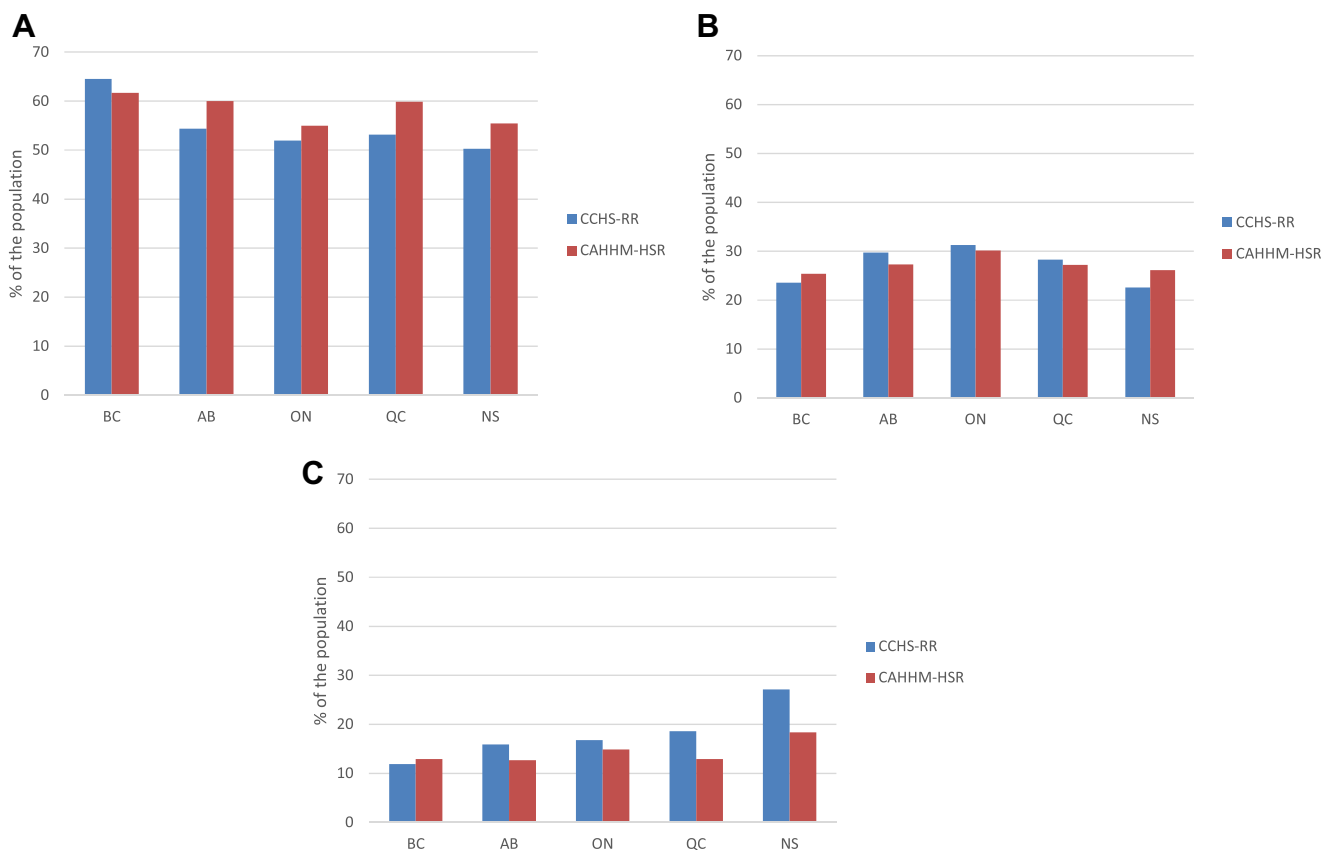 A
70
60
50
40
30
20
10
0
% of the population
BC AB ON QC NS
CCHS-RR
CAHHM-HSR
B
70
60
50
40
30
20
10
0
% of the population
BC AB ON QC NS
CCHS-RR
CAHHM-HSR
C
70
60
50
40
30
20
10
0
% of the population
BC AB ON QC NS
CCHS-RR
CAHHM-HSR